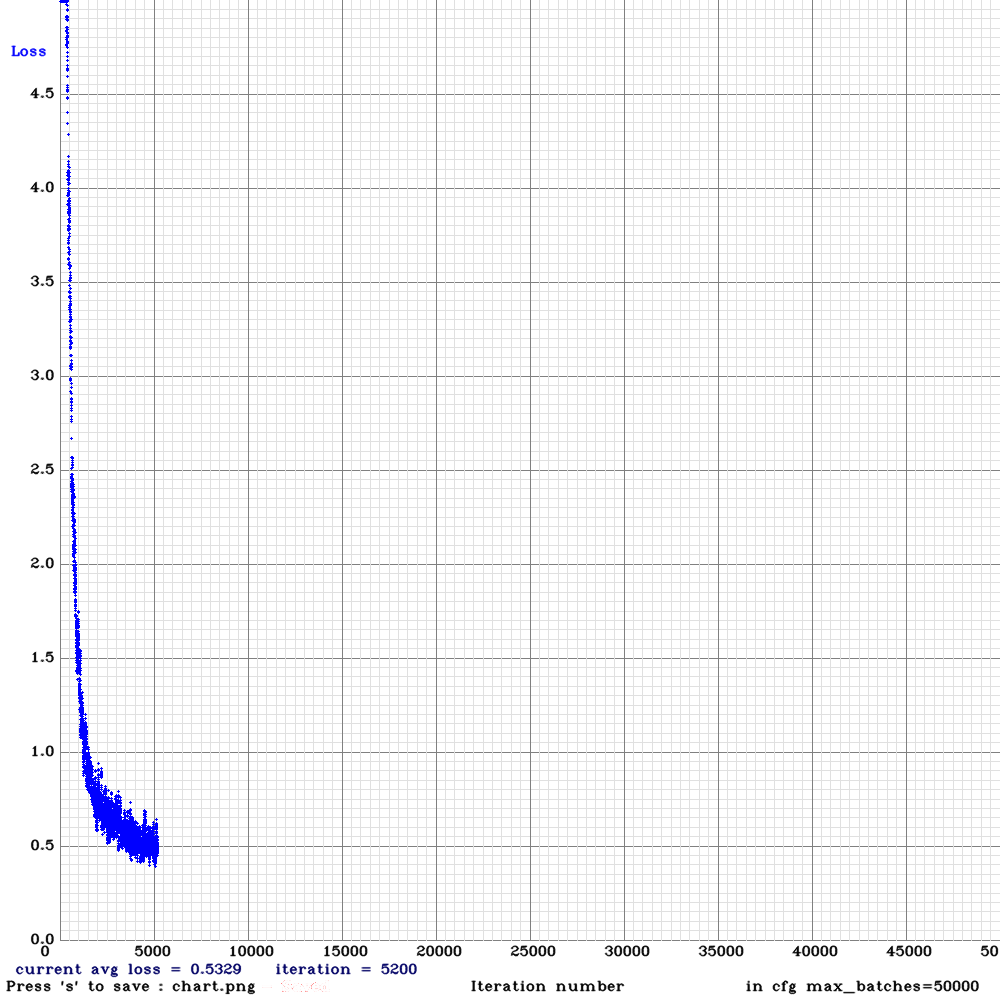 Loss
4.5
4.0
3.5
3.0
2.5
2.0
1.5
1.0
0.5
0.0
0 5000 10000 15000 20000 25000 30000 35000 40000 45000 50
current avg loss = 0.5329 iteration = 5200
Press 's' to save : chart.png Iteration number in cfg max_batches=50000